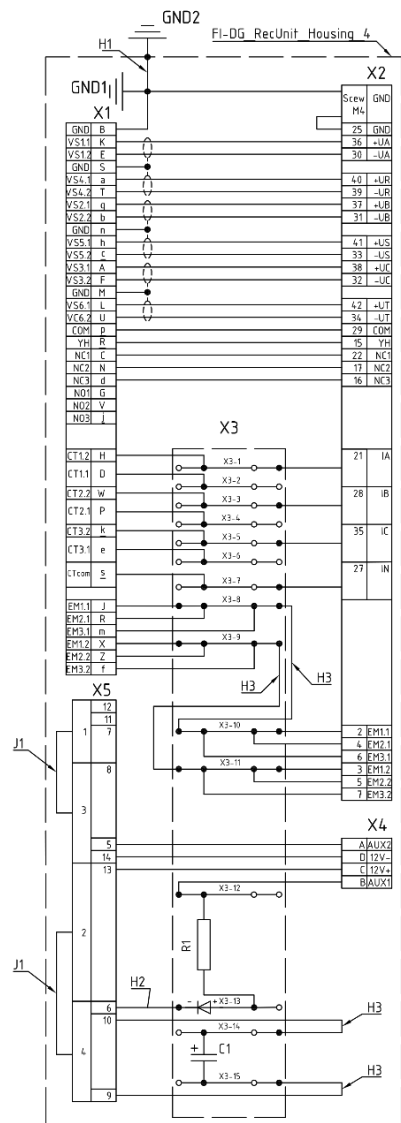 GND2
FI-DG_RecUnit_Housing_4
H1
GND1
X1
X2
Screw M4 GND
GND B
VS1.1 K
VS1.2 E
GND S
VS4.1 a
VS4.2 T
VS2.1 q
VS2.2 b
GND n
VS5.1 h
VS5.2 c
VS3.1 A
VS3.2 F
GND M
VS6.1 L
VC6.2 U
COM p
YH R
NC1 C
NC2 N
NC3 d
NO1 G
NO2 V
NO3 j
25 GND
36 +UA
30 -UA
40 +UR
39 -UR
37 +UB
31 -UB
41 +US
33 -US
38 +UC
32 -UC
42 +UT
34 -UT
29 COM
15 YH
22 NC1
17 NC2
16 NC3
X3
CT1.2 H
CT1.1 D
CT2.2 W
CT2.1 P
CT3.2 k
CT3.1 e
CTcom s
X3-1
X3-2
X3-3
X3-4
X3-5
X3-6
X3-7
X3-8
X3-9
21 IA
28 IB
35 IC
27 IN
EM1.1 J
EM2.1 R
EM3.1 m
EM1.2 X
EM2.2 Z
EM3.2 f
H3
H3
X5
12
11
1 7
8
3
5
14
13
2
6
10
4
9
J1
J1
X3-10
X3-11
2 EM1.1
4 EM2.1
6 EM3.1
3 EM1.2
5 EM2.2
7 EM3.2
X4
A AUX2
D 12V-
C 12V+
B AUX1
X3-12
R1
H2
- + X3-13
X3-14
H3
+ C1
X3-15
H3